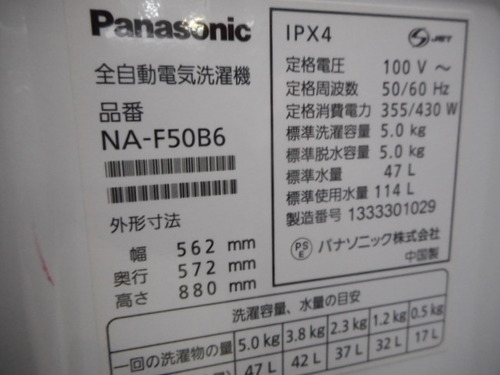 Panasonic
全自動電気洗濯機
品番
NA-F50B6
外形寸法
幅 562 mm
奥行 572 mm
高さ 880 mm
IPX4 JET
定格電圧 100 V ～
定格周波数 50/60 Hz
定格消費電力 355/430 W
標準洗濯容量 5.0 kg
標準脱水容量 5.0 kg
標準水量 47 L
標準使用水量 114 L
製造番号 1333301029
PS E パナソニック株式会社
中国製
洗濯容量、水量の目安
一回の洗濯物の量 5.0 kg 3.8 kg 2.3 kg 1.2 kg 0.5 kg
47 L 42 L 37 L 32 L 17 L